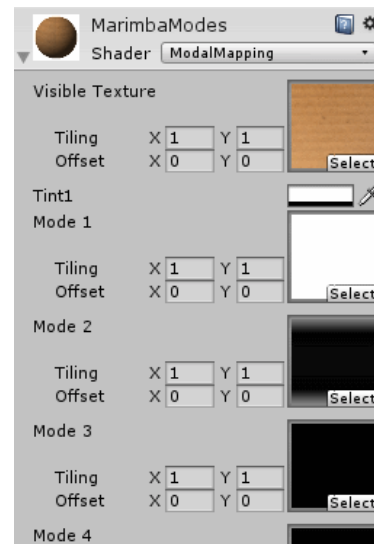 MarimbaModes
Shader ModalMapping
Visible Texture
Tiling X 1 Y 1
Offset X 0 Y 0
Select
Tint1
Mode 1
Tiling X 1 Y 1
Offset X 0 Y 0
Select
Mode 2
Tiling X 1 Y 1
Offset X 0 Y 0
Select
Mode 3
Tiling X 1 Y 1
Offset X 0 Y 0
Select
Mode 4